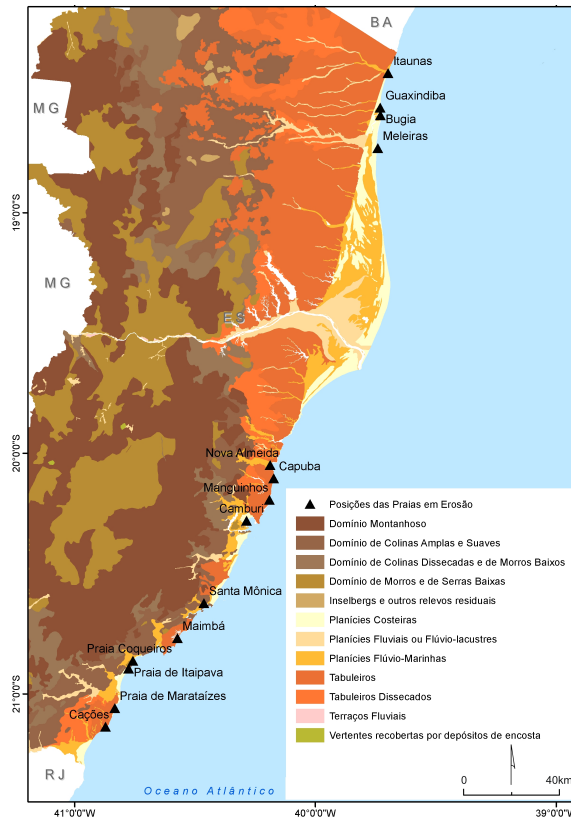 BA
Itaunas
MG
Guaxindiba
Bugia
Meleiras
19°0'0"S
MG
ES
20°0'0"S
Nova Almeida
Capuba
Manguinhos
Camburi
Santa Mônica
Maimbá
Praia Coqueiros
Praia de Itaipava
21°0'0"S
Praia de Marataízes
Cações
RJ
Oceano Atlântico
41°0'0"W
40°0'0"W
39°0'0"W
Posições das Praias em Erosão
Domínio Montanhoso
Domínio de Colinas Amplas e Suaves
Domínio de Colinas Dissecadas e de Morros Baixos
Domínio de Morros e de Serras Baixas
Inselbergs e outros relevos residuais
Planícies Costeiras
Planícies Fluviais ou Flúvio-lacustres
Planícies Flúvio-Marinhas
Tabuleiros
Tabuleiros Dissecados
Terraços Fluviais
Vertentes recobertas por depósitos de encosta
0
40km